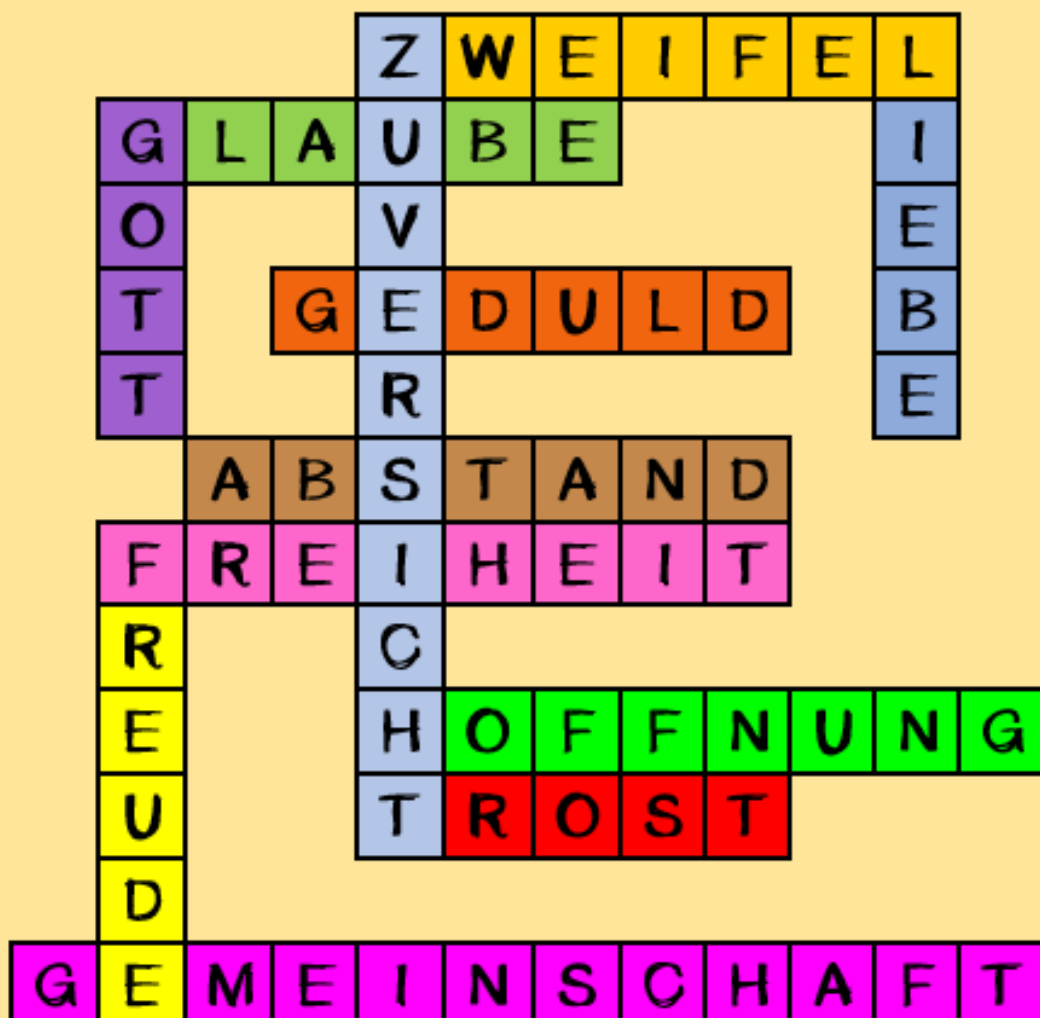 ZWEIFEL
ZUVERSICHT
LIEBE
GLAUBE
GOTT
GEDULD
ABSTAND
FREIHEIT
FREUDE
HOFFNUNG
TROST
GEMEINSCHAFT